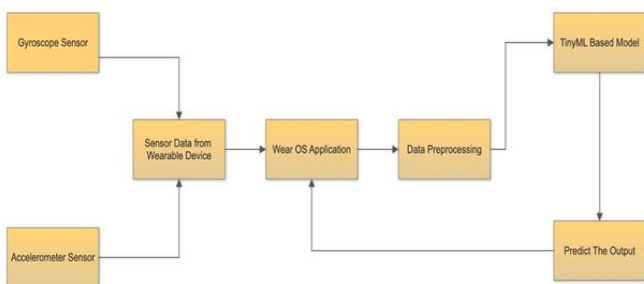 Gyroscope Sensor
TinyML Based Model
Sensor Data from
Wearable Device
Wear OS Application
Data Preprocessing
Accelerometer Sensor
Predict The Output